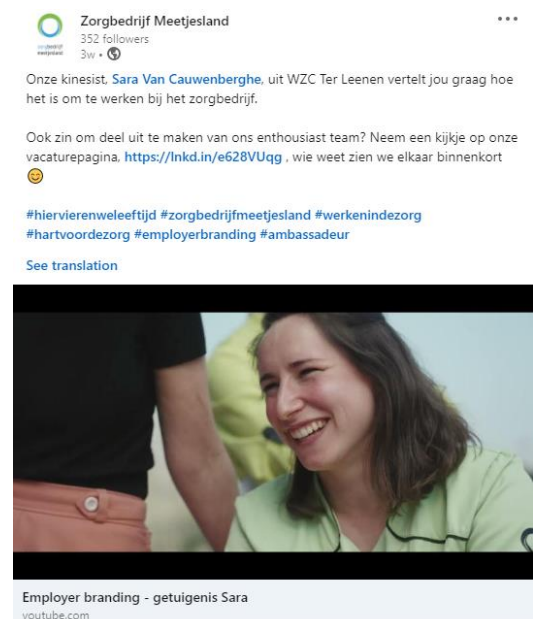 Zorgbedrijf Meetjesland
352 followers
3w •
Onze kinesist, Sara Van Cauwenberghe, uit WZC Ter Leenen vertelt jou graag hoe
het is om te werken bij het zorgbedrijf.
Ook zin om deel uit te maken van ons enthousiast team? Neem een kijkje op onze
vacaturepagina, https://lnkd.in/e628VUqg , wie weet zien we elkaar binnenkort
#hiervierenweleeftijd #zorgbedrijfmeetjesland #werkenindezorg
#hartvoordezorg #employerbranding #ambassadeur
See translation
Employer branding - getuigenis Sara
youtube.com